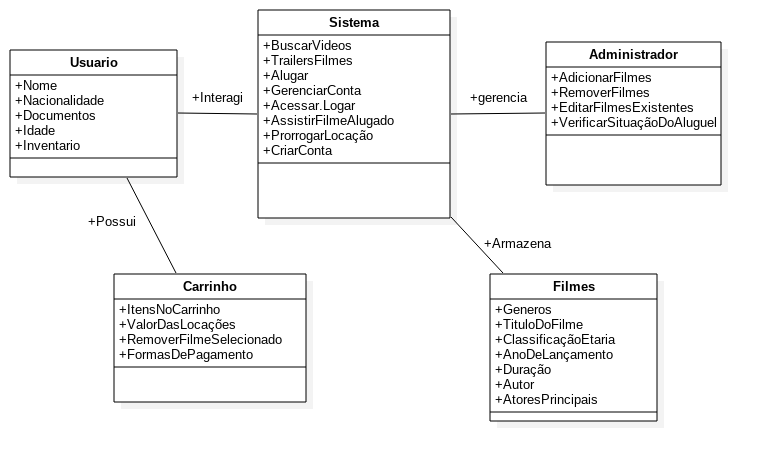 Sistema
+BuscarVideos
+TrailersFilmes
+Alugar
+GerenciarConta
+Acessar.Logar
+AssistirFilmeAlugado
+ProrrogarLocação
+CriarConta
Usuario
+Nome
+Nacionalidade
+Documentos
+Idade
+Inventario
+Interagi
+gerencia
Administrador
+AdicionarFilmes
+RemoverFilmes
+EditarFilmesExistentes
+VerificarSituaçãoDoAluguel
+Possui
+Armazena
Carrinho
+ItensNoCarrinho
+ValorDasLocações
+RemoverFilmeSelecionado
+FormasDePagamento
Filmes
+Generos
+TituloDoFilme
+ClassificaçãoEtaria
+AnoDeLançamento
+Duração
+Autor
+AtoresPrincipais